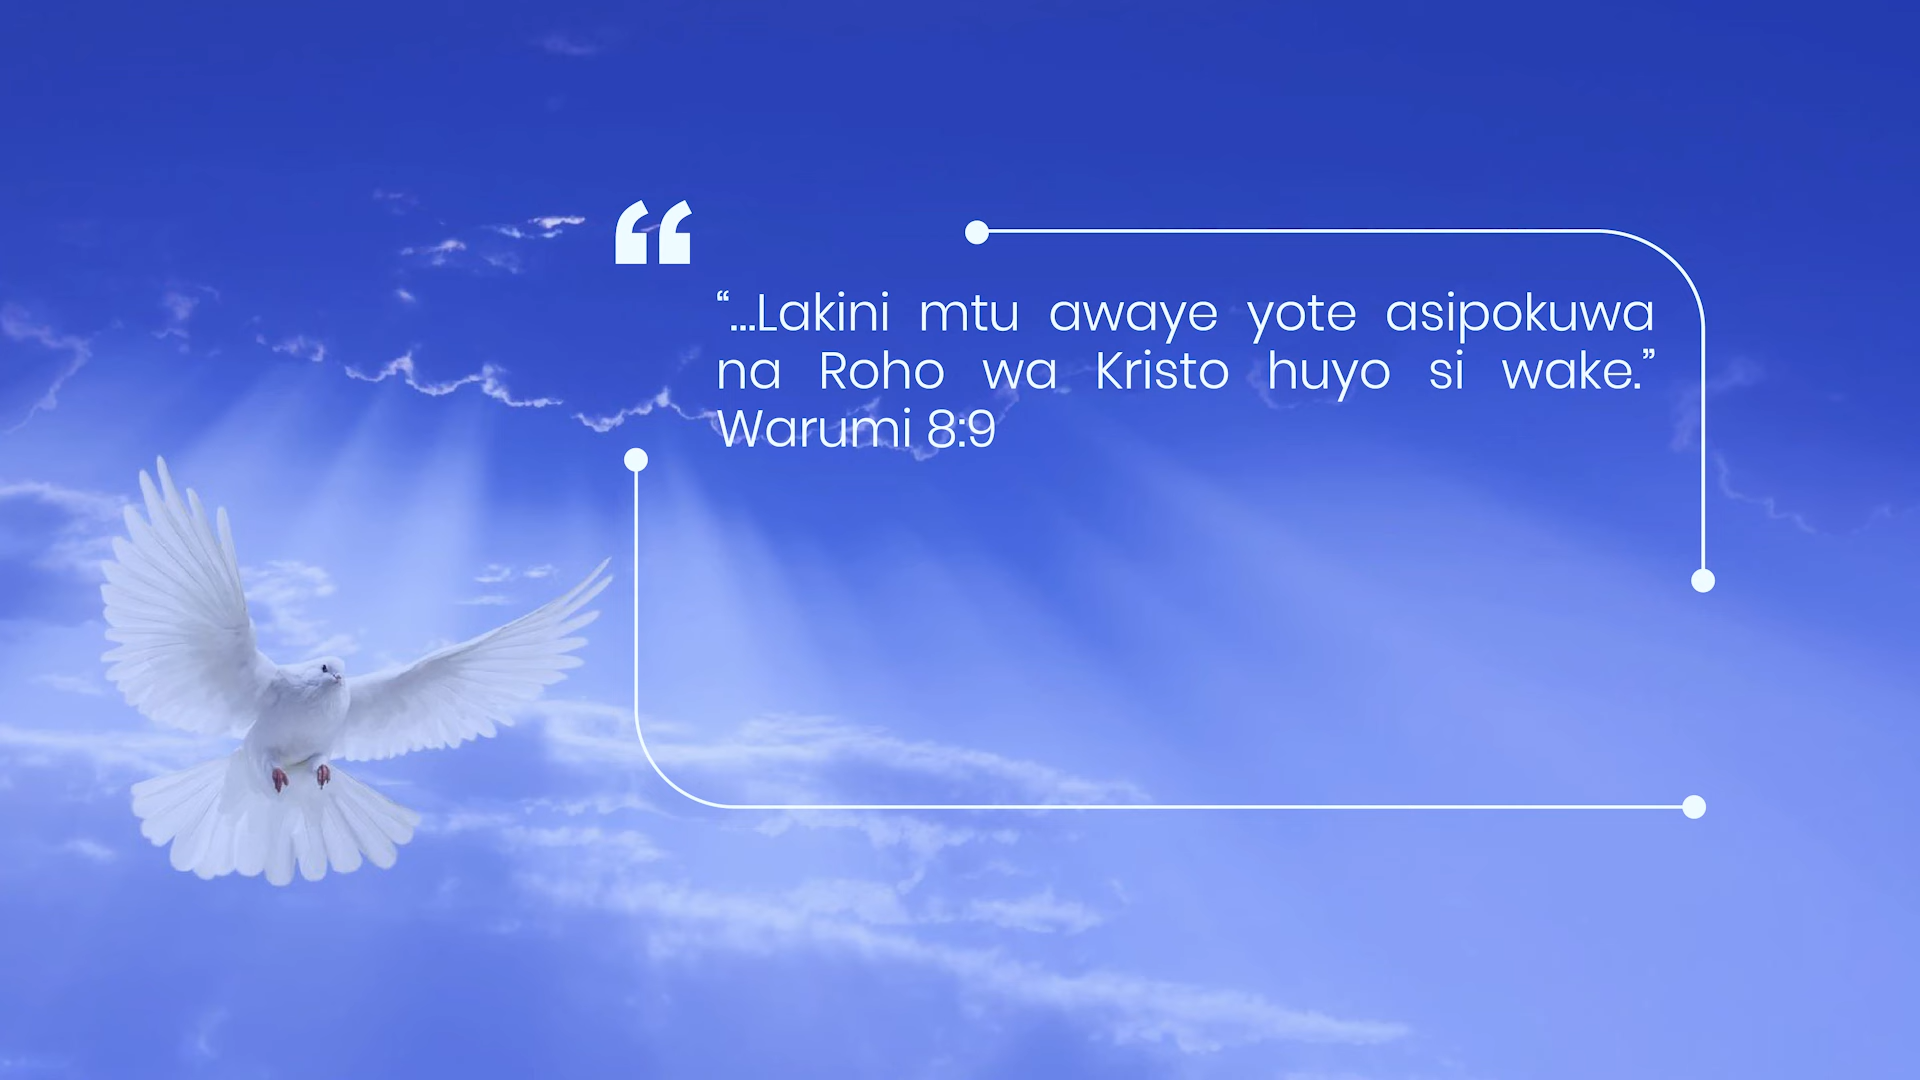 “...Lakini mtu awaye yote asipokuwa
na Roho wa Kristo huyo si wake.”
Warumi 8:9